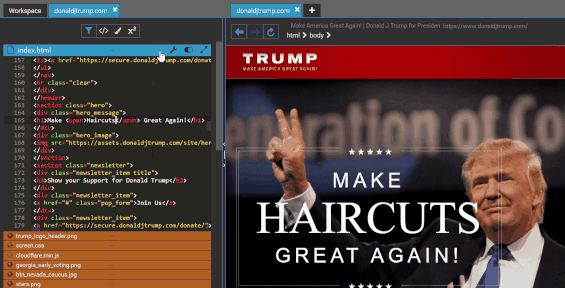 Workspace
donaldjtrump.com
index.html
157 <li><a href="https://secure.donaldjtrump.com/donat
158 </ul>
159 </nav>
160 <br class="clear">
161 </div>
162 </header>
163 <section class="hero">
164 <div class="hero_message">
165 <h1>Make <span>Haircuts</span> Great Again!</h1>
166 </div>
167 <div class="hero_image">
168 <img src="https://assets.donaldjtrump.com/site/her
169 </div>
170 </section>
171 <section class="newsletter">
172 <div class="newsletter_item title">
173 <h3>Show your Support for Donald Trump</h3>
174 </div>
175 <div class="newsletter_item">
176 <a href="#" class="pop_form">Join Us</a>
177 </div>
178 <div class="newsletter_item">
179 <a href="https://secure.donaldjtrump.com/donate/">
trump_logo_header.png
screen.css
cloudflare.min.js
georgia_early_voting.png
btn_nevada_caucus.jpg
stars.png
donaldjtrump.com
Make America Great Again! | Donald J Trump for Presiden
https://www.donaldjtrump.com/
html
body
TRUMP
MAKE AMERICA GREAT AGAIN!
MAKE
HAIRCUTS
GREAT AGAIN!